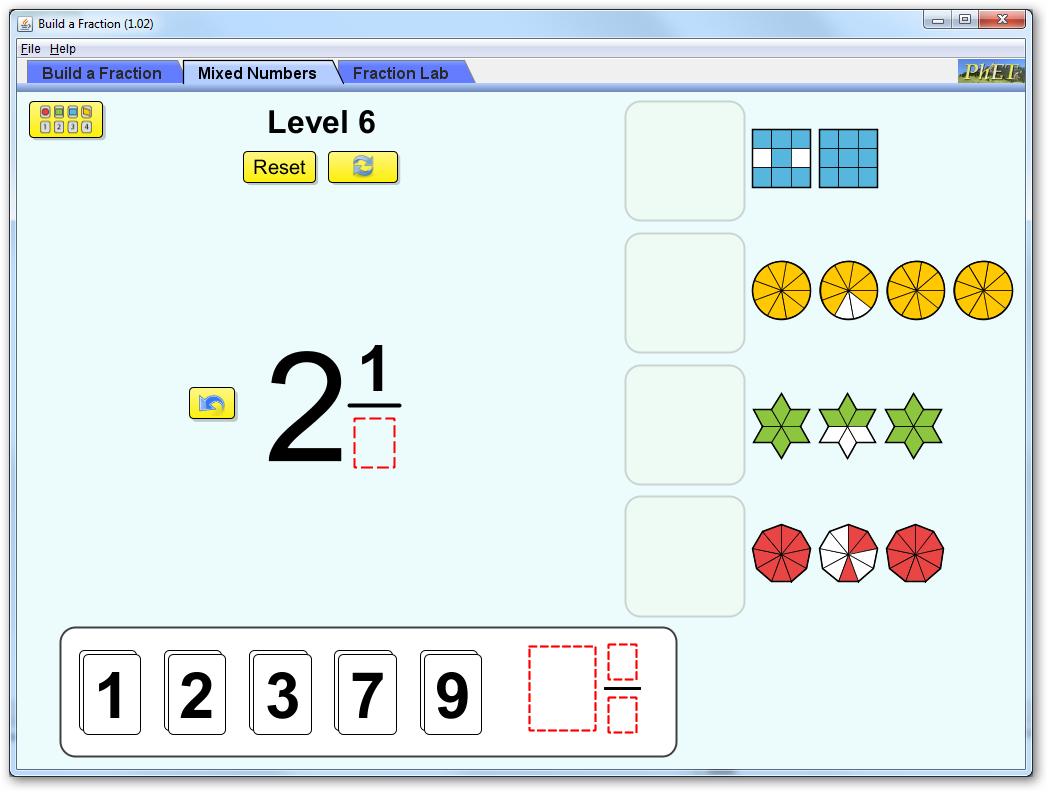 Build a Fraction (1.02)
File Help
Build a Fraction Mixed Numbers Fraction Lab PhET
1 2 3 4
Level 6
Reset
2 1
1 2 3 7 9